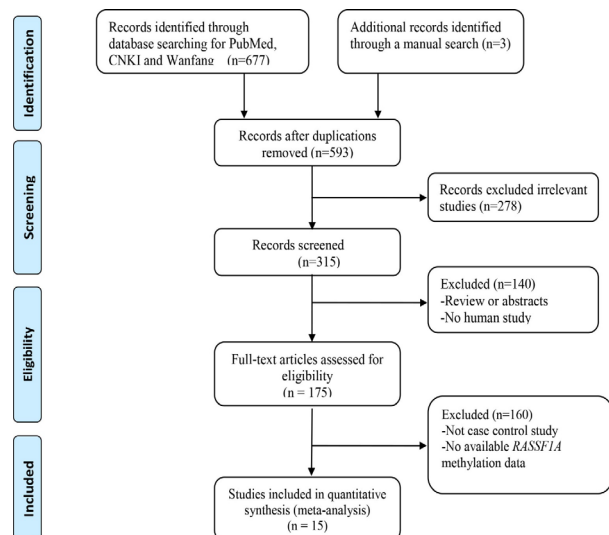 Identification
Records identified through
database searching for PubMed,
CNKI and Wanfang (n=677)
Additional records identified
through a manual search (n=3)
Records after duplications
removed (n=593)
Screening
Records excluded irrelevant
studies (n=278)
Records screened
(n=315)
Excluded (n=140)
-Review or abstracts
-No human study
Eligibility
Full-text articles assessed for
eligibility
(n = 175)
Excluded (n=160)
-Not case control study
-No available RASSF1A
methylation data
Included
Studies included in quantitative
synthesis (meta-analysis)
(n = 15)